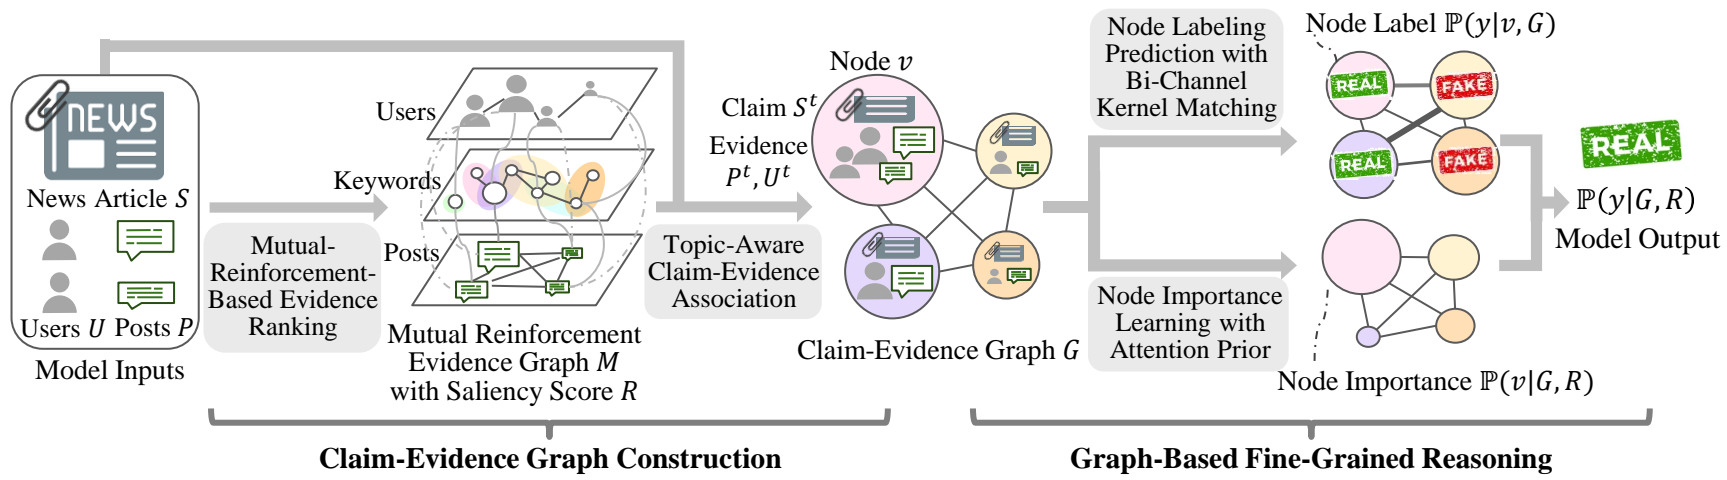 NEWS
News Article S
Users U Posts P
Model Inputs
Mutual-
Reinforcement-
Based Evidence
Ranking
Users
Keywords
Posts
Mutual Reinforcement
Evidence Graph M
with Saliency Score R
Topic-Aware
Claim-Evidence
Association
Node v
Claim Sᵗ
Evidence
Pᵗ, Uᵗ
Claim-Evidence Graph G
Node Labeling
Prediction with
Bi-Channel
Kernel Matching
Node Importance
Learning with
Attention Prior
Node Label ℙ(y|v, G)
REAL
FAKE
REAL
FAKE
Node Importance ℙ(v|G, R)
REAL
ℙ(y|G, R)
Model Output
Claim-Evidence Graph Construction
Graph-Based Fine-Grained Reasoning